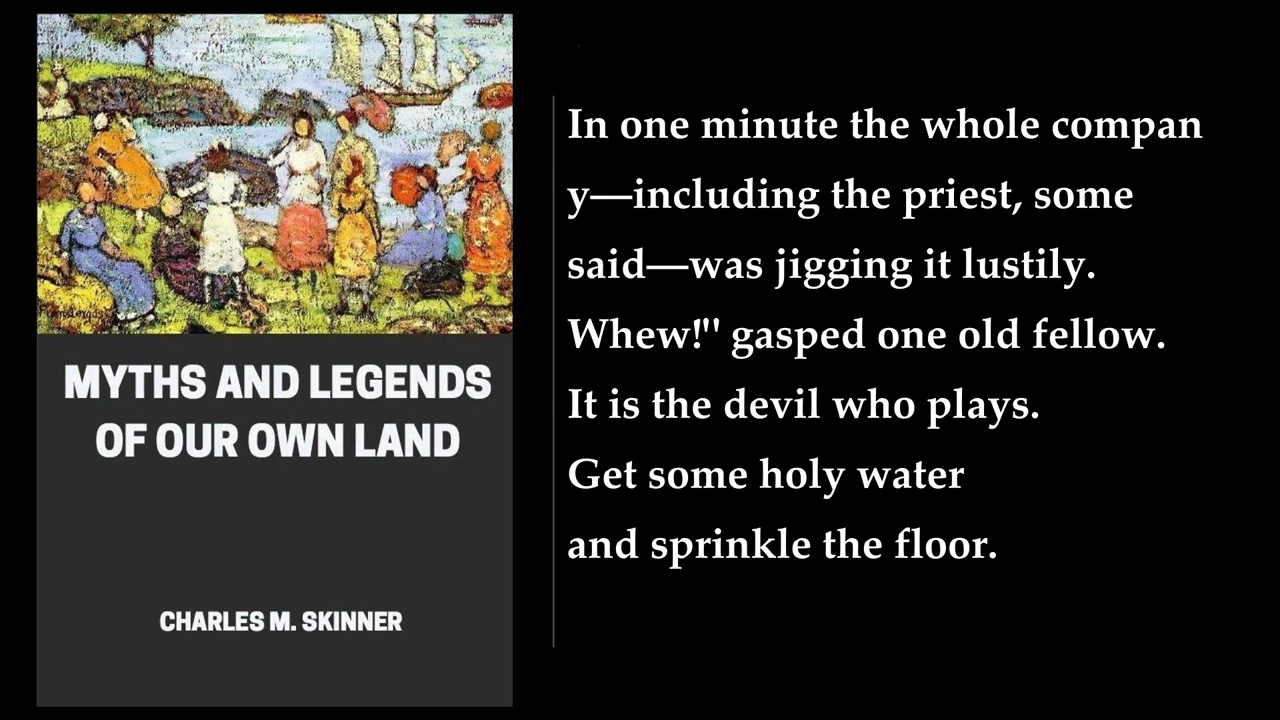 MYTHS AND LEGENDS
OF OUR OWN LAND
CHARLES M. SKINNER
In one minute the whole compan
y—including the priest, some
said—was jigging it lustily.
Whew!"' gasped one old fellow.
It is the devil who plays.
Get some holy water
and sprinkle the floor.